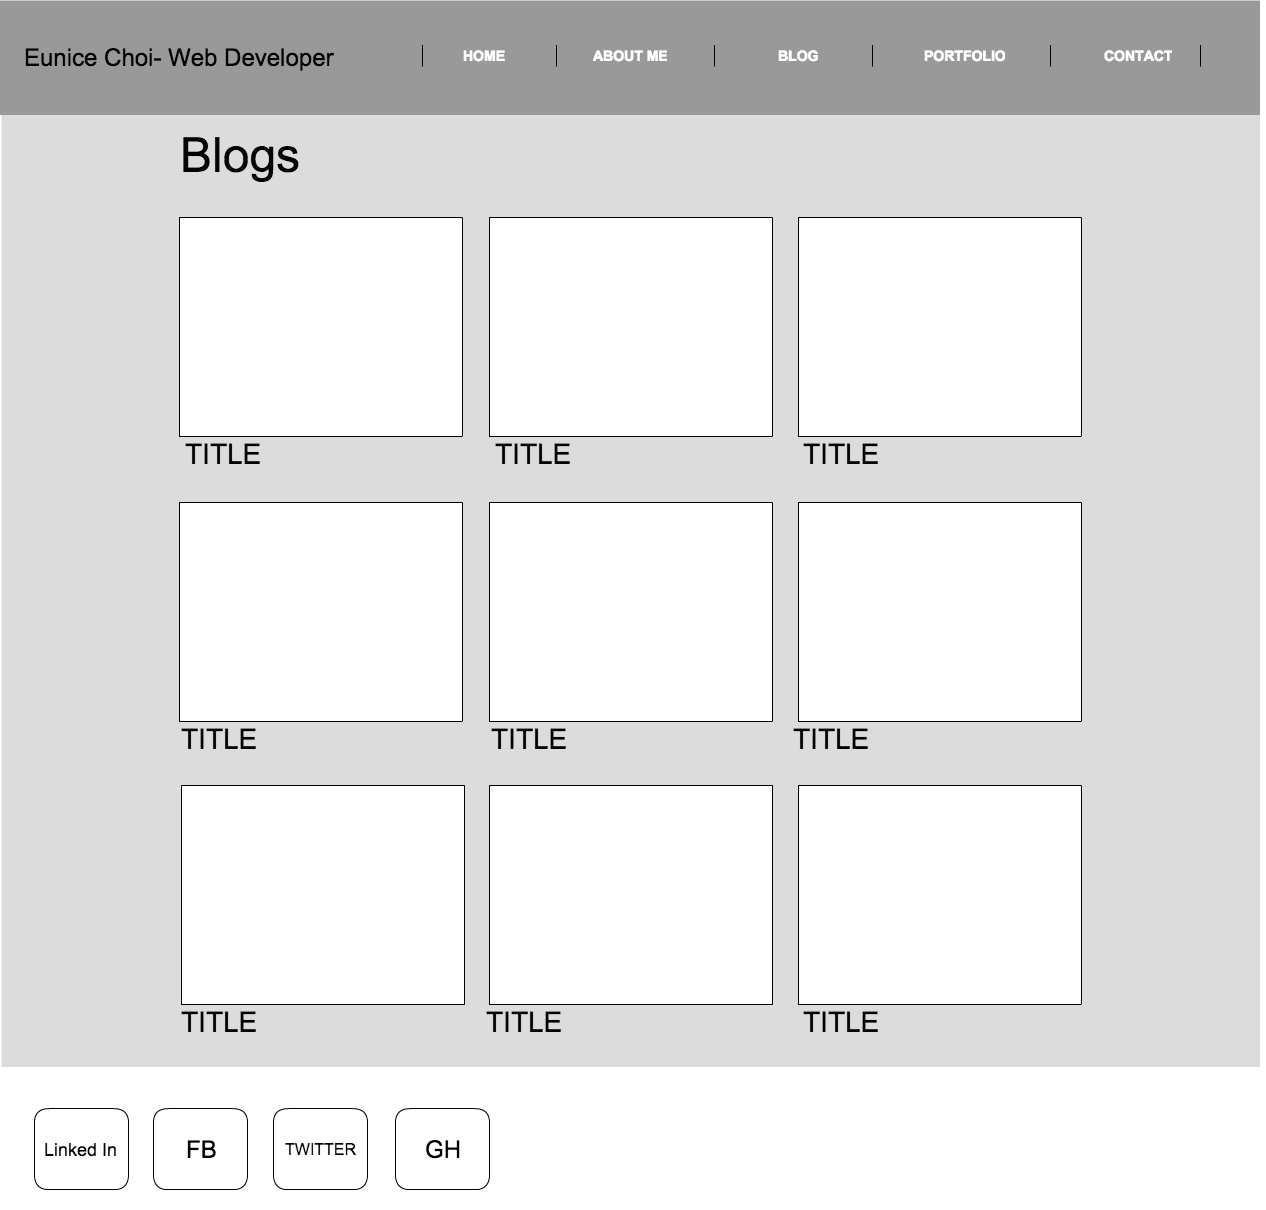 Eunice Choi- Web Developer
HOME
ABOUT ME
BLOG
PORTFOLIO
CONTACT
Blogs
TITLE
TITLE
TITLE
TITLE
TITLE
TITLE
TITLE
TITLE
TITLE
Linked In
FB
TWITTER
GH